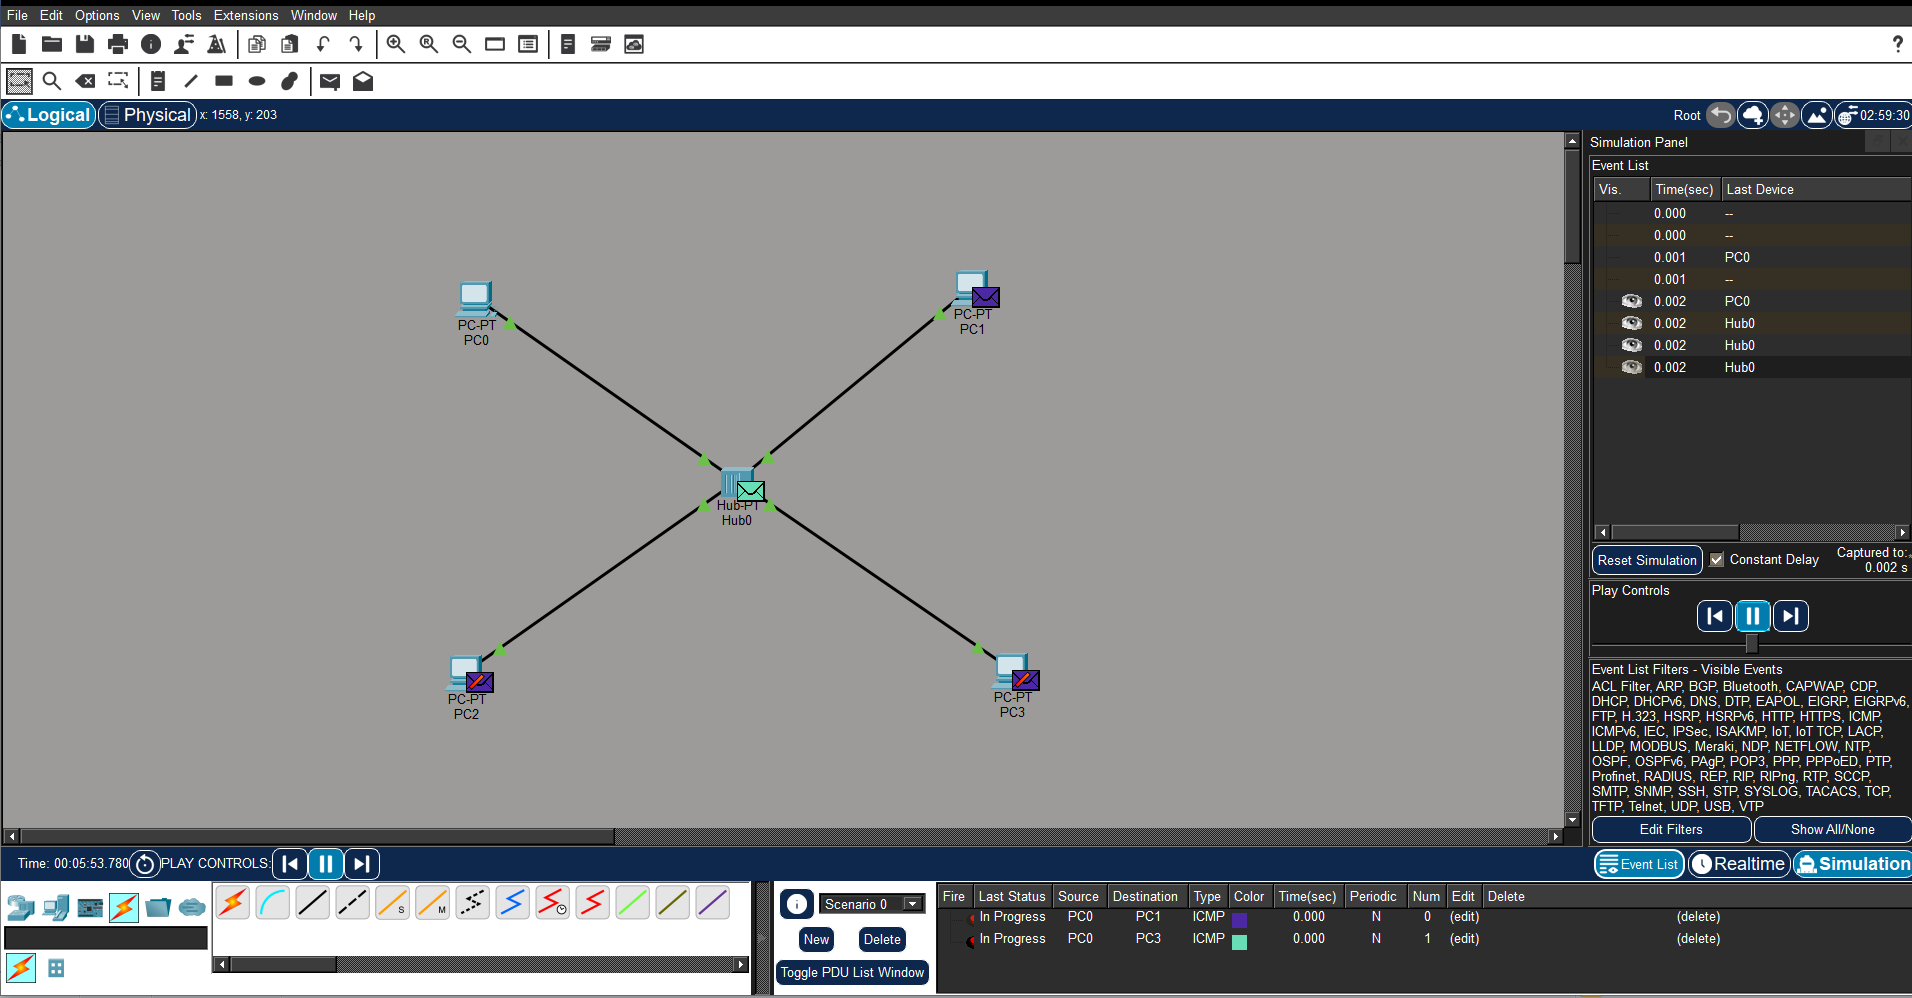 File Edit Options View Tools Extensions Window Help
?
Logical Physical x: 1558, y: 203 Root 02:59:30
Simulation Panel
Event List
Vis. Time(sec) Last Device
0.000 --
0.000 --
0.001 PC0
0.001 --
0.002 PC0
0.002 Hub0
0.002 Hub0
0.002 Hub0
PC-PT
PC0
PC-PT
PC1
Hub-PT
Hub0
PC-PT
PC2
PC-PT
PC3
Reset Simulation Constant Delay Captured to:
0.002 s
Play Controls
Event List Filters - Visible Events
ACL Filter, ARP, BGP, Bluetooth, CAPWAP, CDP,
DHCP, DHCPv6, DNS, DTP, EAPOL, EIGRP, EIGRPv6,
FTP, H.323, HSRP, HSRPv6, HTTP, HTTPS, ICMP,
ICMPv6, IEC, IPSec, ISAKMP, IoT, IoT TCP, LACP,
LLDP, MODBUS, Meraki, NDP, NETFLOW, NTP,
OSPF, OSPFv6, PAgP, POP3, PPP, PPPoED, PTP,
Profinet, RADIUS, REP, RIP, RIPng, RTP, SCCP,
SMTP, SNMP, SSH, STP, SYSLOG, TACACS, TCP,
TFTP, Telnet, UDP, USB, VTP
Edit Filters Show All/None
Time: 00:05:53.780 PLAY CONTROLS:
Event List Realtime Simulation
S M
Scenario 0
New Delete
Toggle PDU List Window
Fire Last Status Source Destination Type Color Time(sec) Periodic Num Edit Delete
In Progress PC0 PC1 ICMP 0.000 N 0 (edit) (delete)
In Progress PC0 PC3 ICMP 0.000 N 1 (edit) (delete)